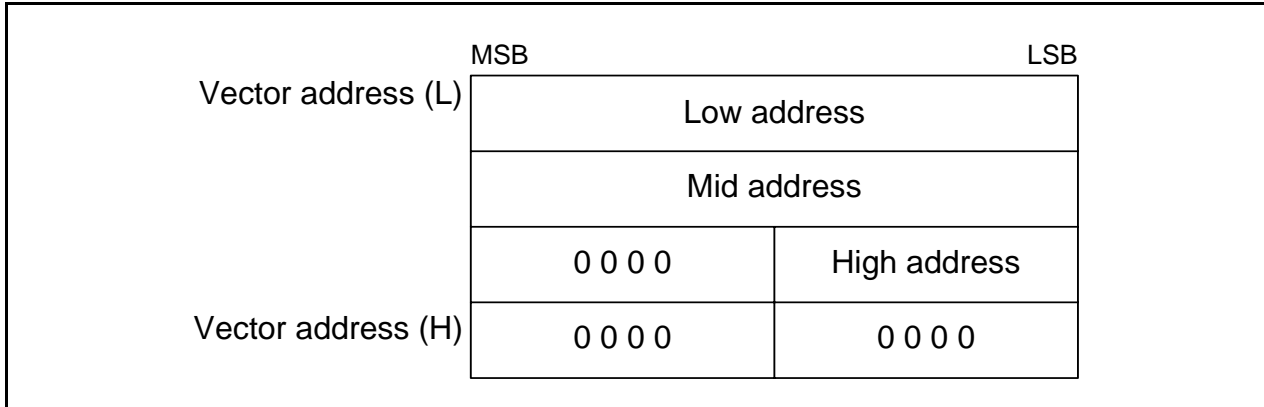 MSB LSB
Vector address (L) Low address
Mid address
0 0 0 0 High address
Vector address (H) 0 0 0 0 0 0 0 0